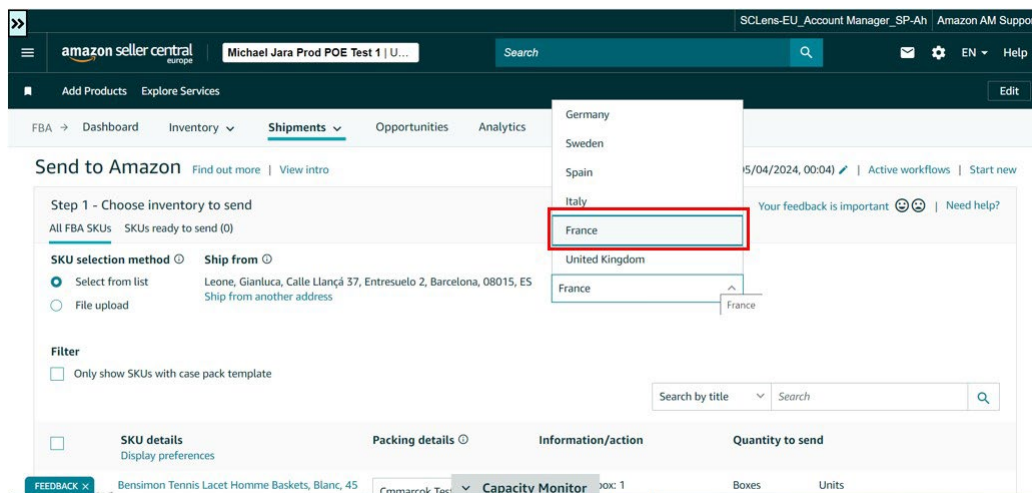 SCLens-EU_Account Manager_SP-Ah Amazon AM Suppo
amazon seller central
europe
Michael Jara Prod POE Test 1 | U...
Search
EN
Help
Add Products Explore Services
Edit
FBA → Dashboard Inventory Shipments Opportunities Analytics
Germany
Sweden
Spain
Italy
France
United Kingdom
France
France
Send to Amazon Find out more | View intro
5/04/2024, 00:04) | Active workflows | Start new
Step 1 - Choose inventory to send
Your feedback is important | Need help?
All FBA SKUs SKUs ready to send (0)
SKU selection method Ship from
Select from list
Leone, Gianluca, Calle Llançá 37, Entresuelo 2, Barcelona, 08015, ES
Ship from another address
File upload
Filter
Only show SKUs with case pack template
Search by title Search
SKU details Packing details Information/action Quantity to send
Display preferences
FEEDBACK ×
Bensimon Tennis Lacet Homme Baskets, Blanc, 45
Capacity Monitor
box: 1
Boxes Units